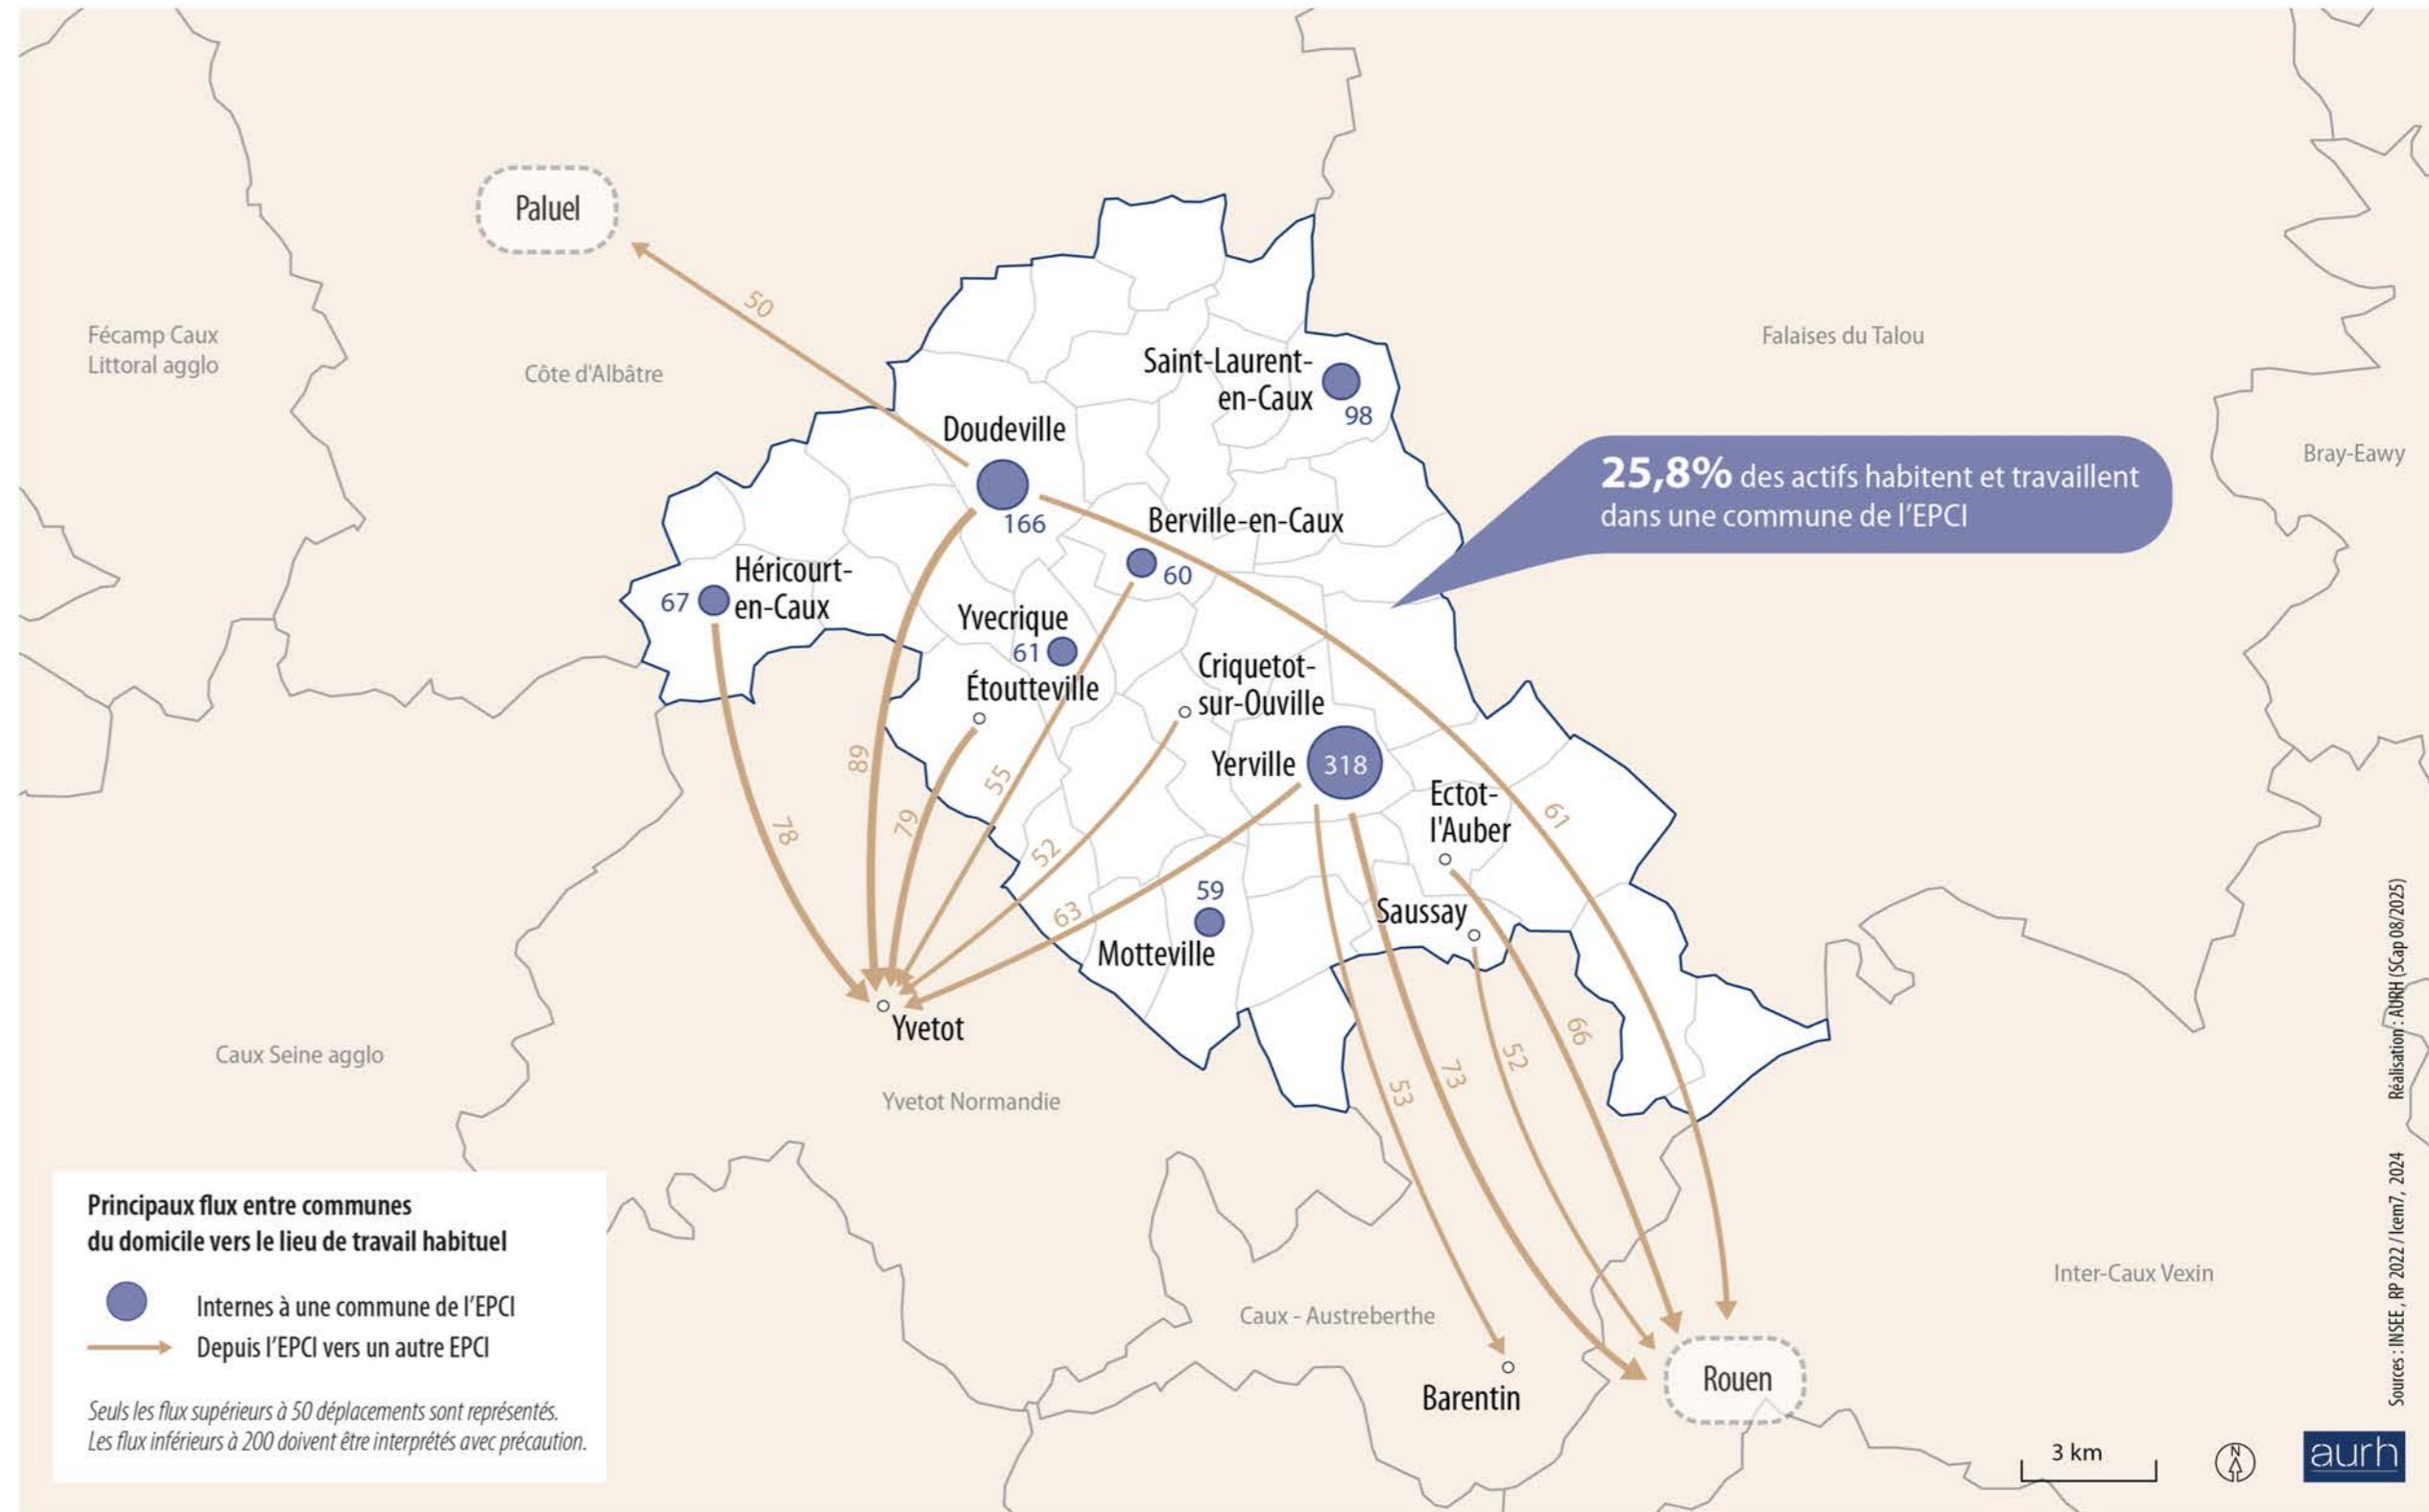 Paluel
50
Fécamp Caux
Littoral agglo
Côte d'Albâtre
Falaises du Talou
Bray-Eawy
Saint-Laurent-
en-Caux
98
Doudeville
166
25,8% des actifs habitent et travaillent
dans une commune de l'EPCI
Berville-en-Caux
60
Héricourt-
en-Caux
67
Yvecrique
61
Étoutteville
Criquetot-
sur-Ouville
Yerville
318
Ectot-
l'Auber
61
89
55
79
78
52
63
59
Motteville
Saussay
Yvetot
Caux Seine agglo
Yvetot Normandie
66
52
73
53
Caux - Austreberthe
Inter-Caux Vexin
Barentin
Rouen
Principaux flux entre communes
du domicile vers le lieu de travail habituel
Internes à une commune de l'EPCI
Depuis l'EPCI vers un autre EPCI
Seuls les flux supérieurs à 50 déplacements sont représentés.
Les flux inférieurs à 200 doivent être interprétés avec précaution.
3 km
N
aurh
Sources : INSEE, RP 2022 / Icem7, 2024 Réalisation : AURH (SCap 08/2025)